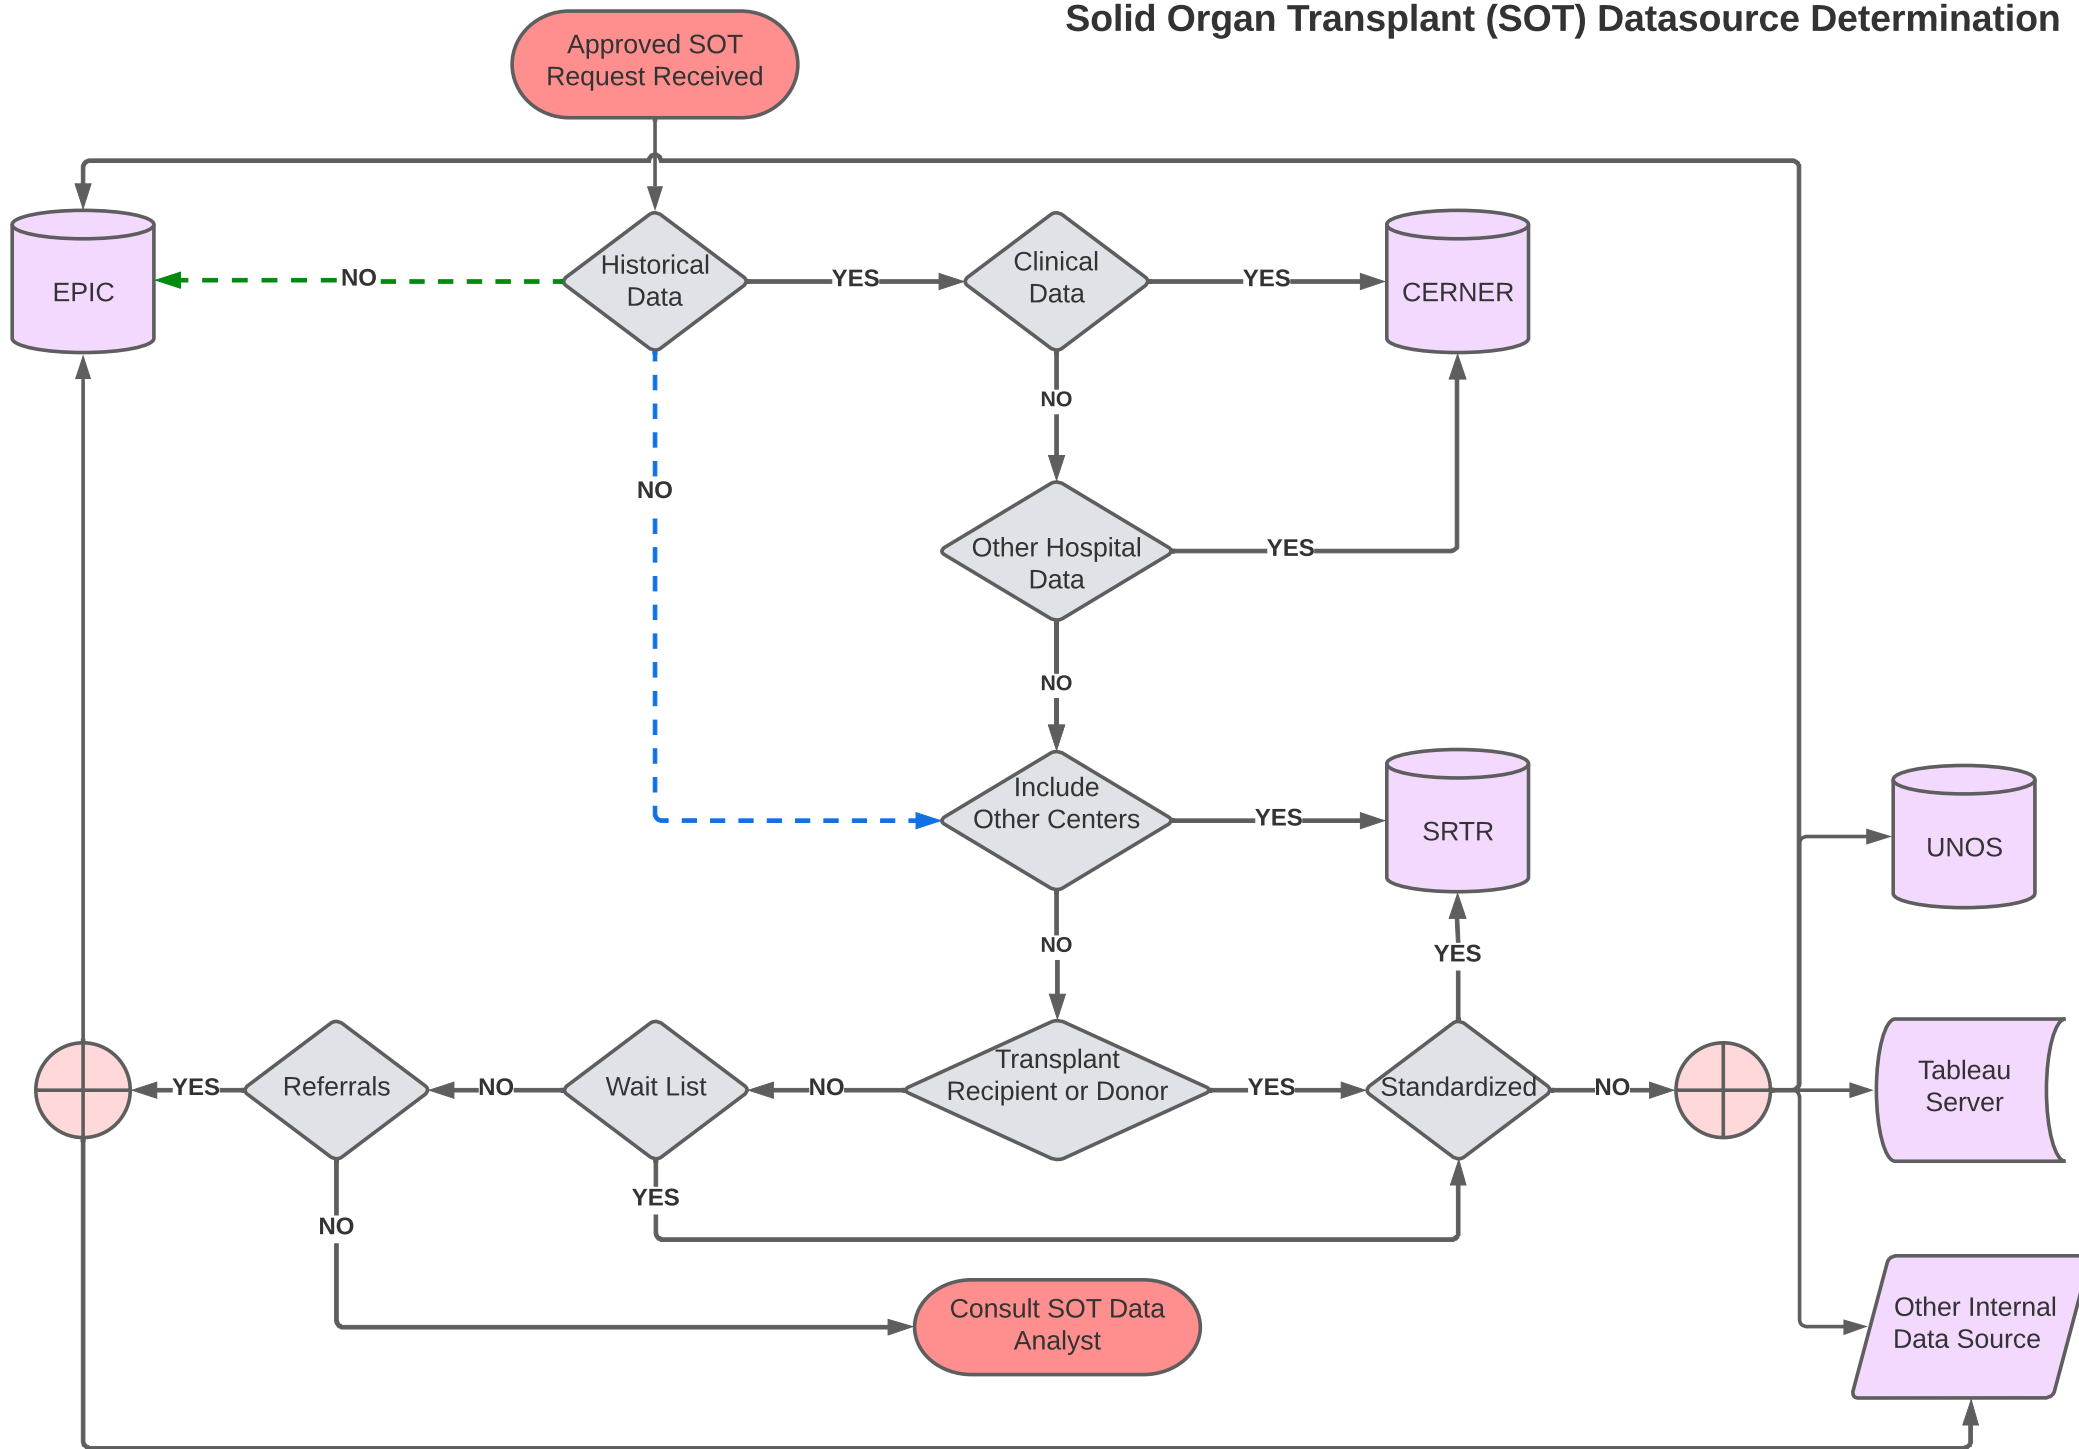 Solid Organ Transplant (SOT) Datasource Determination
Approved SOT
Request Received
EPIC
NO
Historical
Data
YES
Clinical
Data
YES
CERNER
NO
NO
Other Hospital
Data
YES
NO
Include
Other Centers
YES
SRTR
UNOS
NO
YES
YES
Referrals
NO
Wait List
NO
Transplant
Recipient or Donor
YES
Standardized
NO
Tableau
Server
YES
NO
Consult SOT Data
Analyst
Other Internal
Data Source